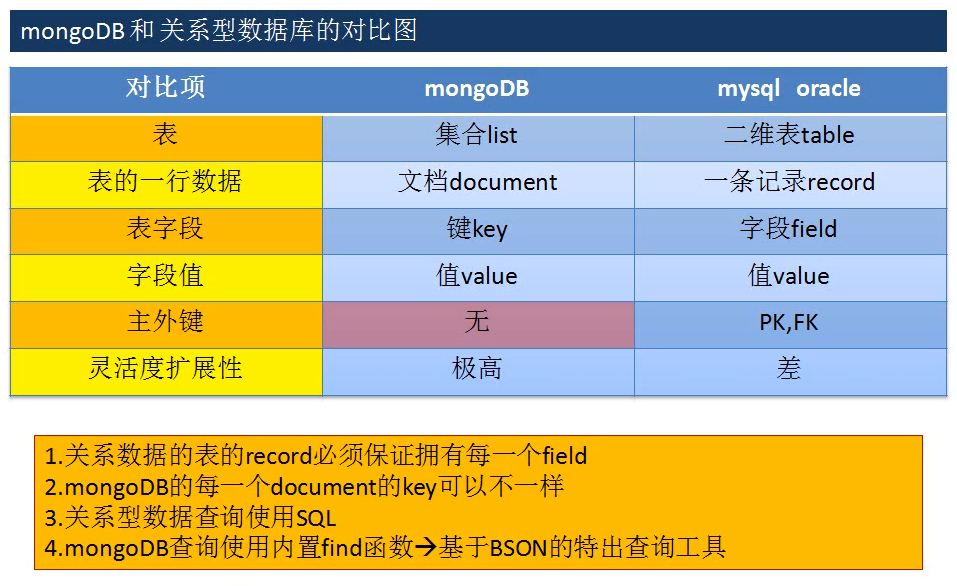 mongoDB 和 关系型数据库的对比图
对比项 mongoDB mysql oracle
表 集合list 二维表table
表的一行数据 文档document 一条记录record
表字段 键key 字段field
字段值 值value 值value
主外键 无 PK,FK
灵活度扩展性 极高 差
1.关系数据的表的record必须保证拥有每一个field
2.mongoDB的每一个document的key可以不一样
3.关系型数据查询使用SQL
4.mongoDB查询使用内置find函数→基于BSON的特出查询工具